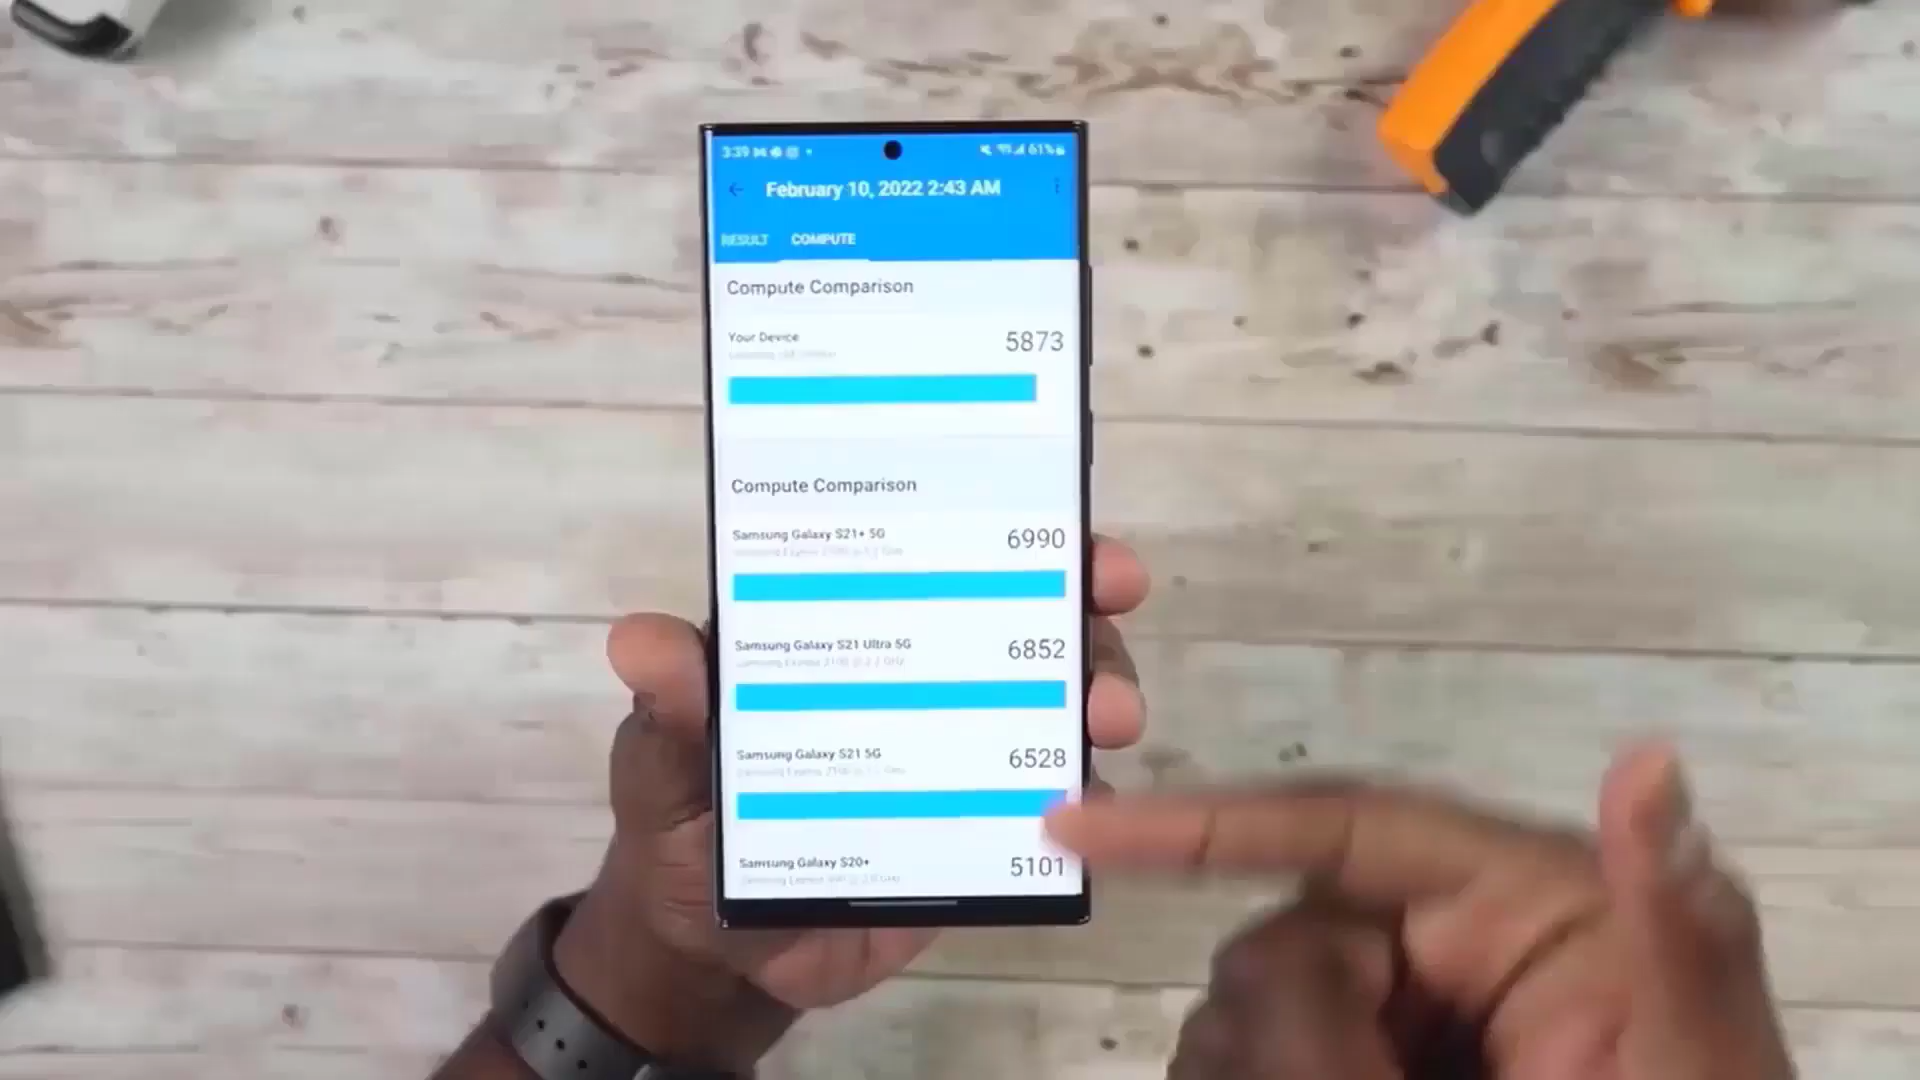 3:39
61%
February 10, 2022 2:43 AM
RESULT COMPUTE
Compute Comparison
Your Device
5873
Compute Comparison
Samsung Galaxy S21+ 5G
6990
Samsung Galaxy S21 Ultra 5G
6852
Samsung Galaxy S21 5G
6528
Samsung Galaxy S20+
5101